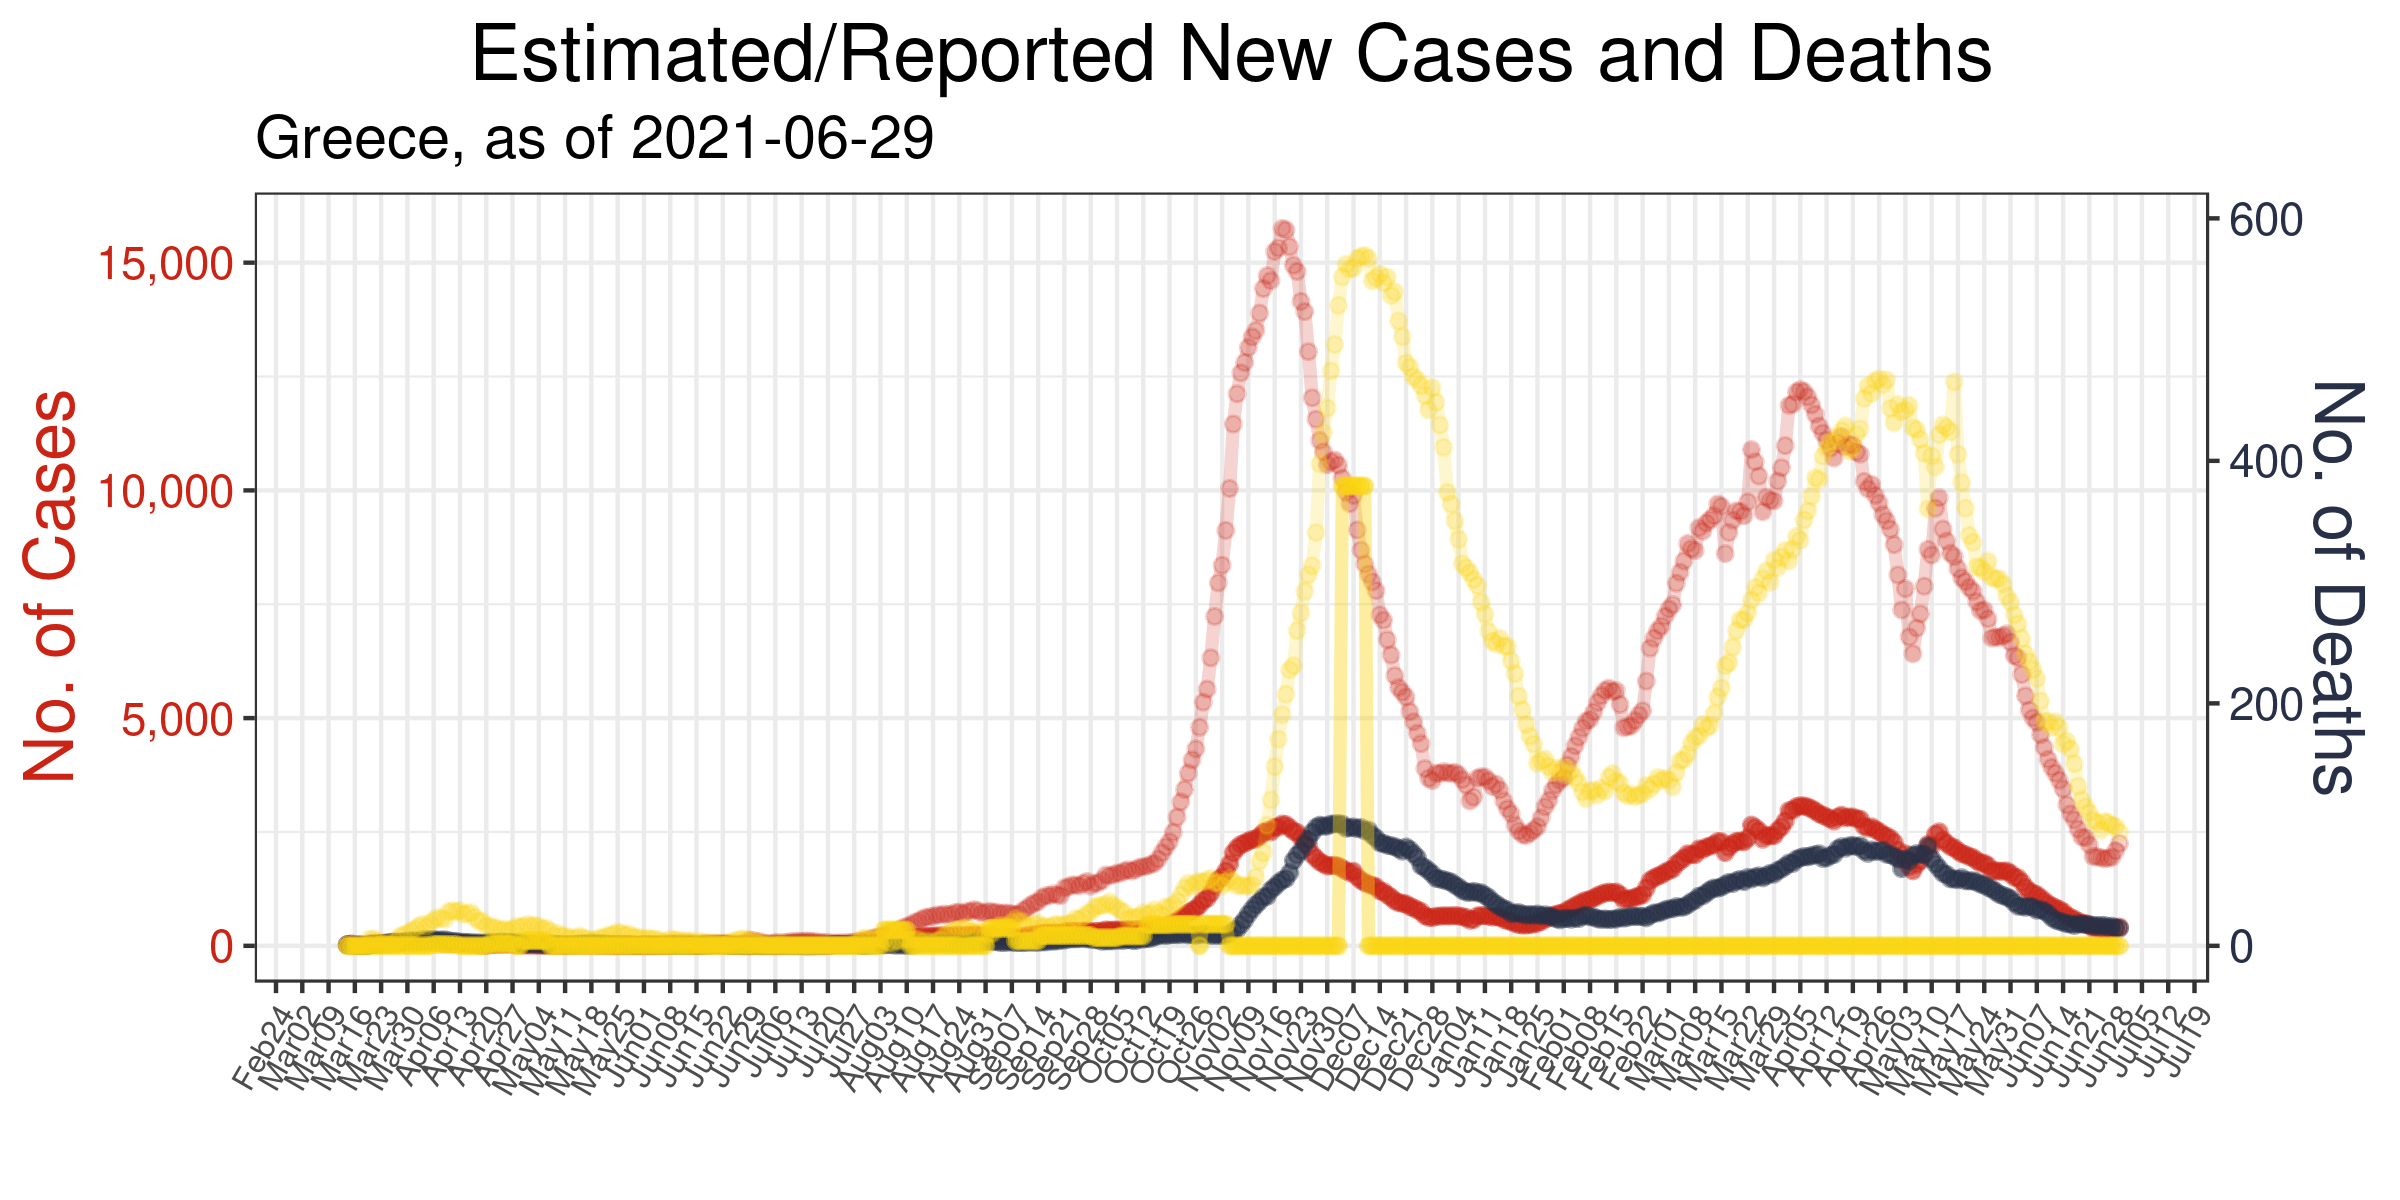 Estimated/Reported New Cases and Deaths
Greece, as of 2021-06-29
No. of Cases
15,000
10,000
5,000
0
600
400
200
0
No. of Deaths
Feb24
Mar02
Mar09
Mar16
Mar23
Mar30
Apr06
Apr13
Apr20
Apr27
May04
May11
May18
May25
Jun01
Jun08
Jun15
Jun22
Jun29
Jul06
Jul13
Jul20
Jul27
Aug03
Aug10
Aug17
Aug24
Aug31
Sep07
Sep14
Sep21
Sep28
Oct05
Oct12
Oct19
Oct26
Nov02
Nov09
Nov16
Nov23
Nov30
Dec07
Dec14
Dec21
Dec28
Jan04
Jan11
Jan18
Jan25
Feb01
Feb08
Feb15
Feb22
Mar01
Mar08
Mar15
Mar22
Mar29
Apr05
Apr12
Apr19
Apr26
May03
May10
May17
May24
May31
Jun07
Jun14
Jun21
Jun28
Jul05
Jul12
Jul19